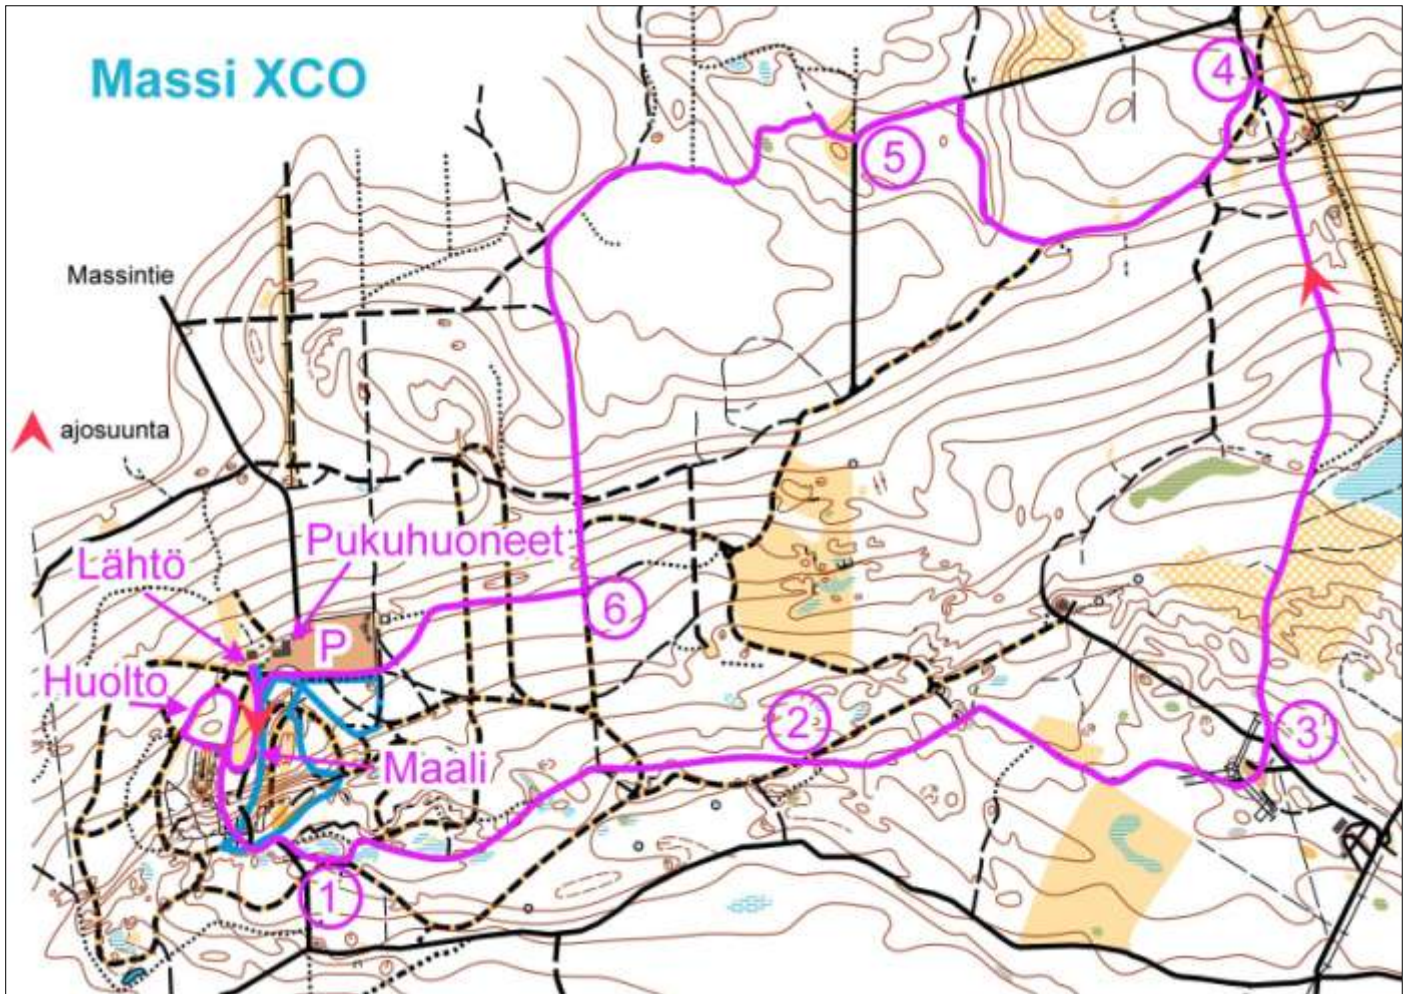 Massi XCO
4
5
Massintie
ajosuunta
Pukuhuoneet
Lähtö
6
P
Huolto
2
3
Maali
1